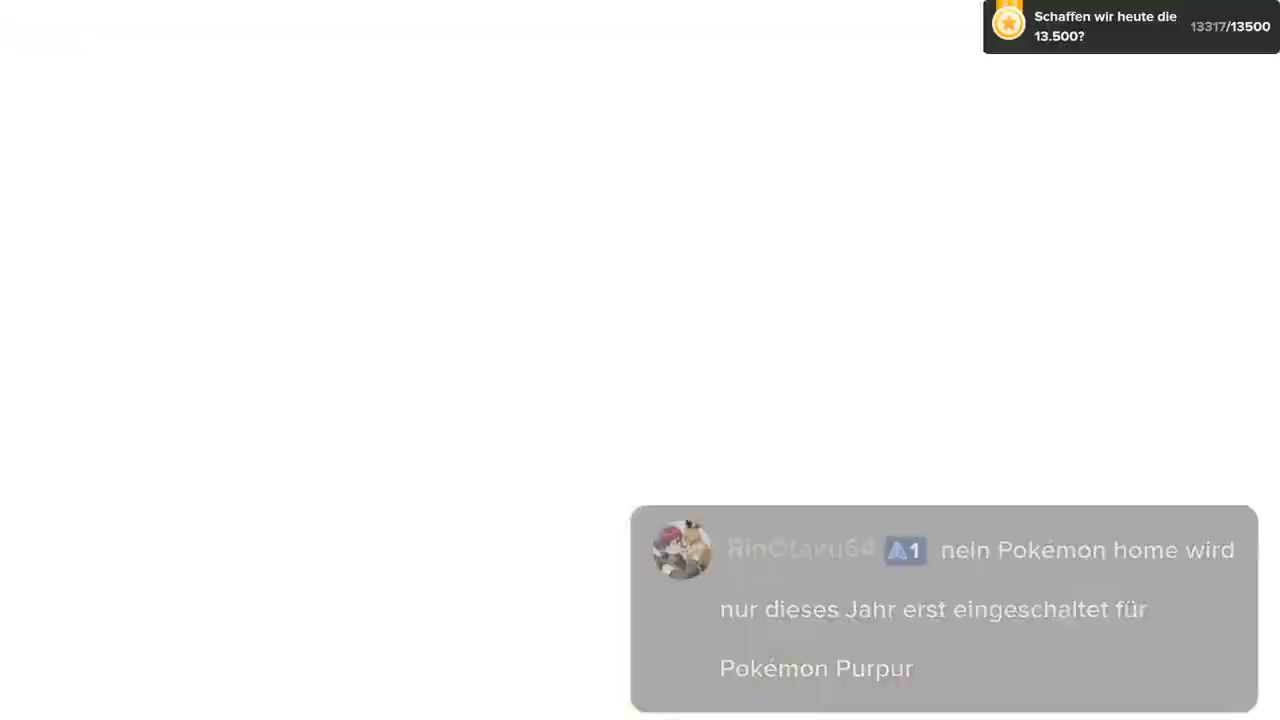 Schaffen wir heute die
13.500?
13317/13500
RinOtaku64 1 nein Pokémon home wird
nur dieses Jahr erst eingeschaltet für
Pokémon Purpur